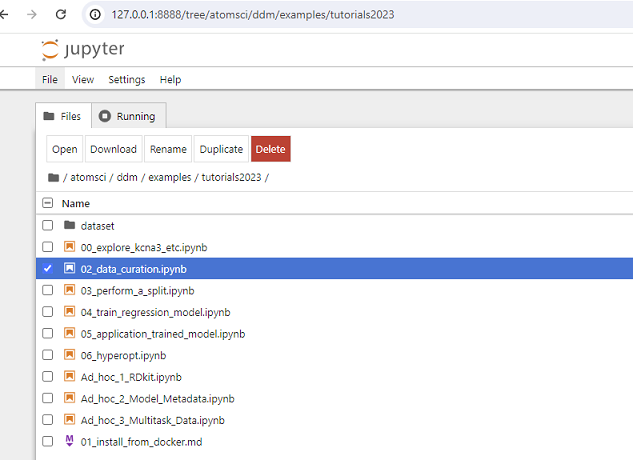 127.0.0.1:8888/tree/atomsci/ddm/examples/tutorials2023
jupyter
File View Settings Help
Files Running
Open Download Rename Duplicate Delete
/ atomsci / ddm / examples / tutorials2023 /
Name
dataset
00_explore_kcna3_etc.ipynb
02_data_curation.ipynb
03_perform_a_split.ipynb
04_train_regression_model.ipynb
05_application_trained_model.ipynb
06_hyperopt.ipynb
Ad_hoc_1_RDkit.ipynb
Ad_hoc_2_Model_Metadata.ipynb
Ad_hoc_3_Multitask_Data.ipynb
01_install_from_docker.md